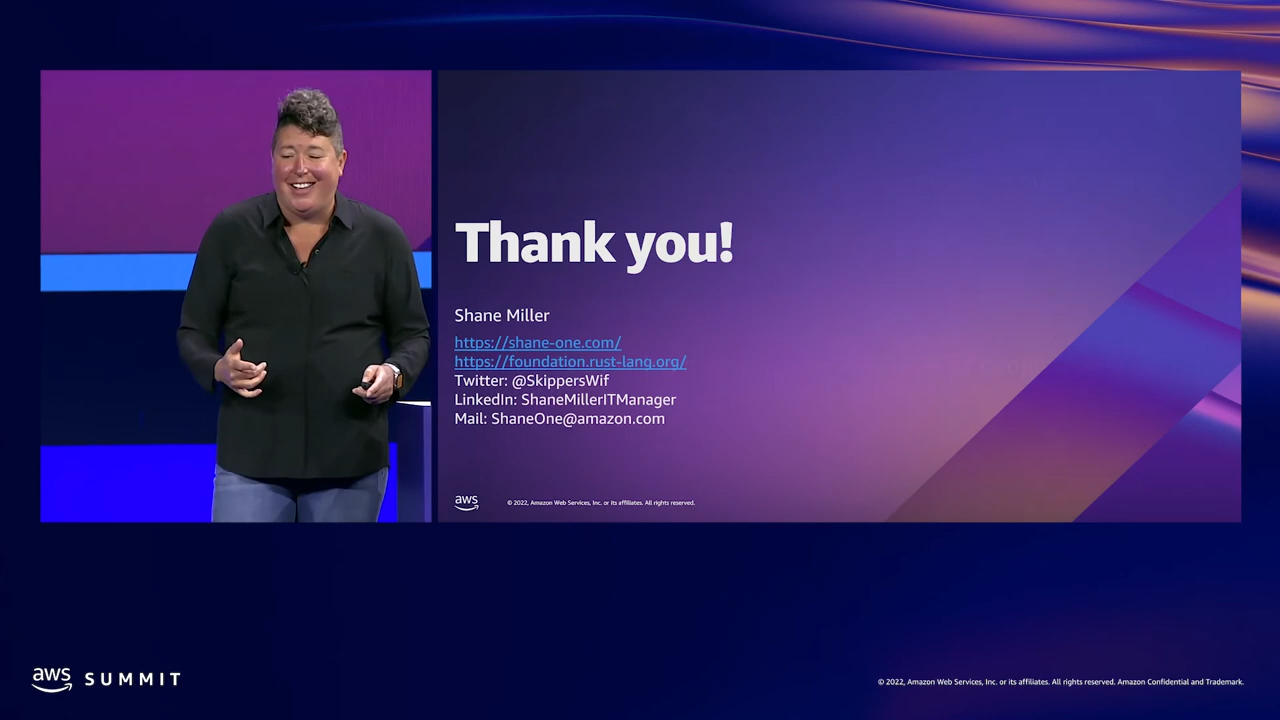 Thank you!
Shane Miller
https://shane-one.com/
https://foundation.rust-lang.org/
Twitter: @SkippersWif
LinkedIn: ShaneMillerITManager
Mail: ShaneOne@amazon.com
aws
© 2022, Amazon Web Services, Inc. or its affiliates. All rights reserved.
aws SUMMIT
© 2022, Amazon Web Services, Inc. or its affiliates. All rights reserved. Amazon Confidential and Trademark.